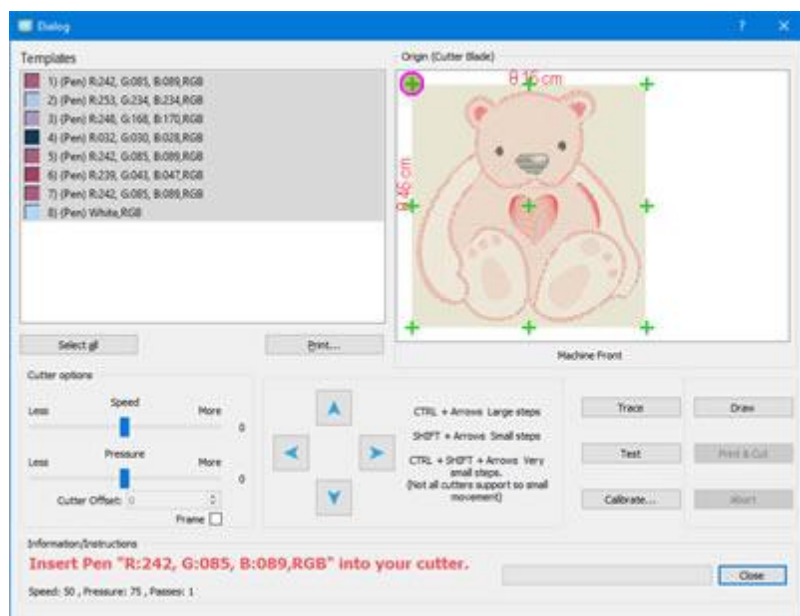 Dialog
? ×
Templates
1) (Pen) R:242, G:085, B:089,RGB
2) (Pen) R:253, G:234, B:234,RGB
3) (Pen) R:248, G:168, B:170,RGB
4) (Pen) R:032, G:030, B:028,RGB
5) (Pen) R:242, G:085, B:089,RGB
6) (Pen) R:239, G:043, B:047,RGB
7) (Pen) R:242, G:085, B:089,RGB
8) (Pen) White,RGB
Select all
Print...
Origin (Cutter Blade)
8.16 cm
Machine Front
Cutter options
Speed
Less
More
0
Pressure
Less
More
0
Cutter Offset: 0
Frame
CTRL + Arrows Large steps
SHIFT + Arrows Small steps
CTRL + SHIFT + Arrows Very
small steps.
(Not all cutters support so small
movement)
Trace
Draw
Test
Print & Cut
Calibrate...
Abort
Information/Instructions
Insert Pen "R:242, G:085, B:089,RGB" into your cutter.
Speed: 50 , Pressure: 75 , Passes: 1
Close